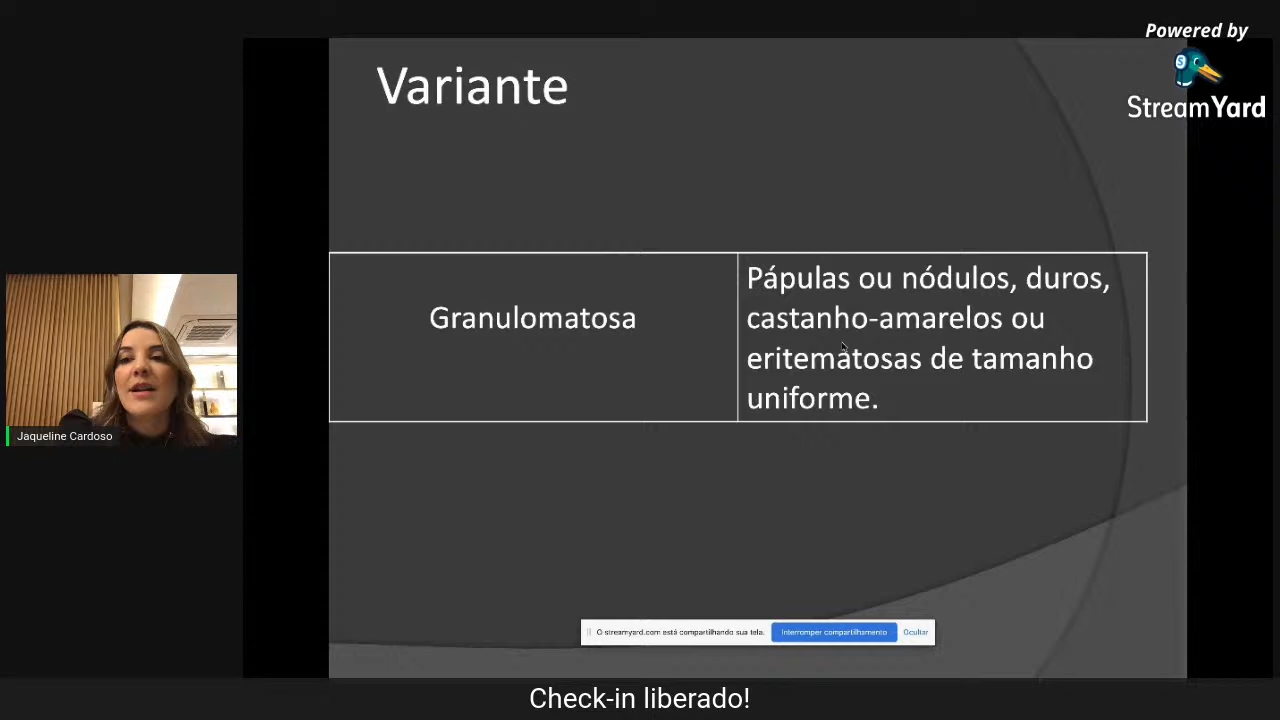 Powered by
StreamYard
Variante
Granulomatosa
Pápulas ou nódulos, duros,
castanho-amarelos ou
eritematosas de tamanho
uniforme.
Jaqueline Cardoso
O streamyard.com está compartilhando sua tela.
Interromper compartilhamento
Ocultar
Check-in liberado!